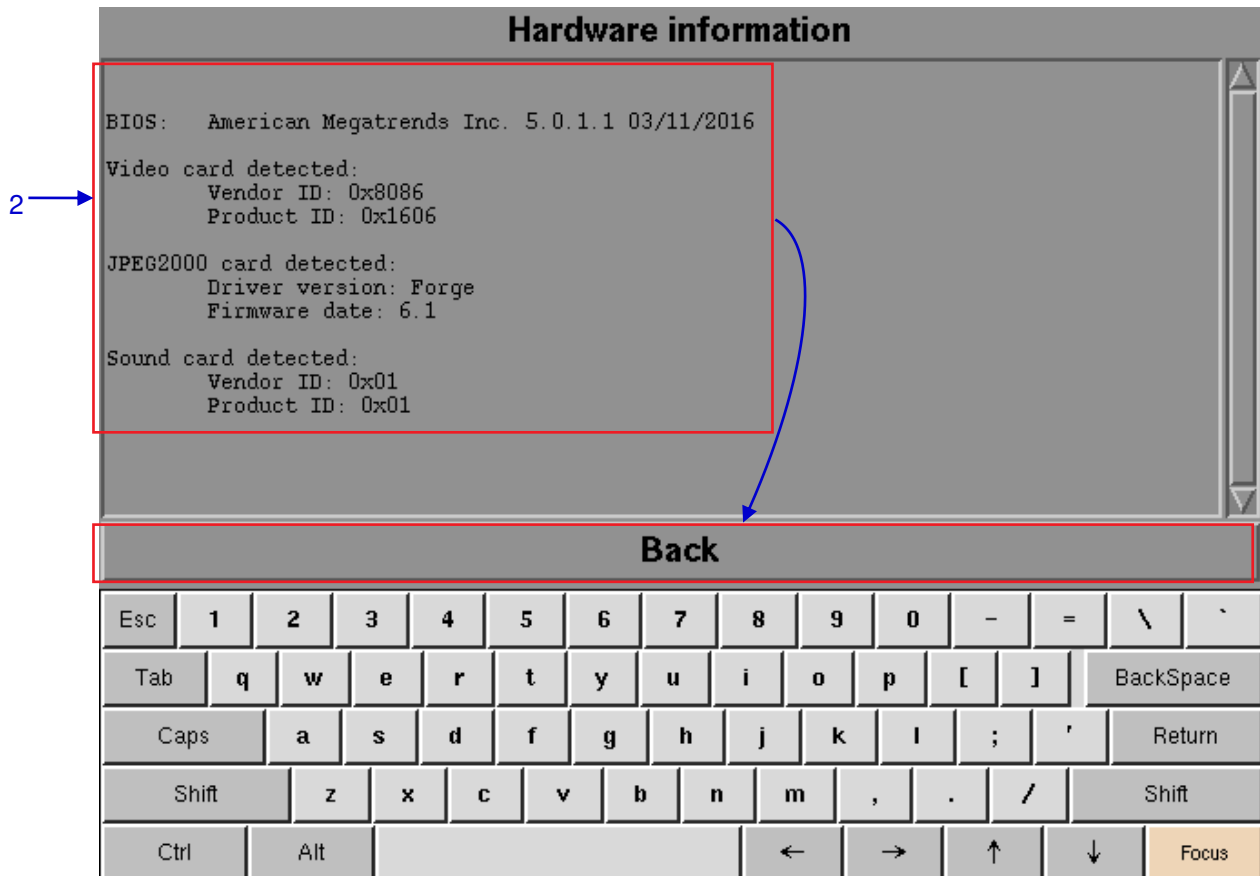 Hardware information
BIOS: American Megatrends Inc. 5.0.1.1 03/11/2016
Video card detected:
Vendor ID: 0x8086
Product ID: 0x1606
2
JPEG2000 card detected:
Driver version: Forge
Firmware date: 6.1
Sound card detected:
Vendor ID: 0x01
Product ID: 0x01
Back
Esc 1 2 3 4 5 6 7 8 9 0 - = \ `
Tab q w e r t y u i o p [ ] BackSpace
Caps a s d f g h j k l ; ' Return
Shift z x c v b n m , . / Shift
Ctrl Alt ← → ↑ ↓ Focus